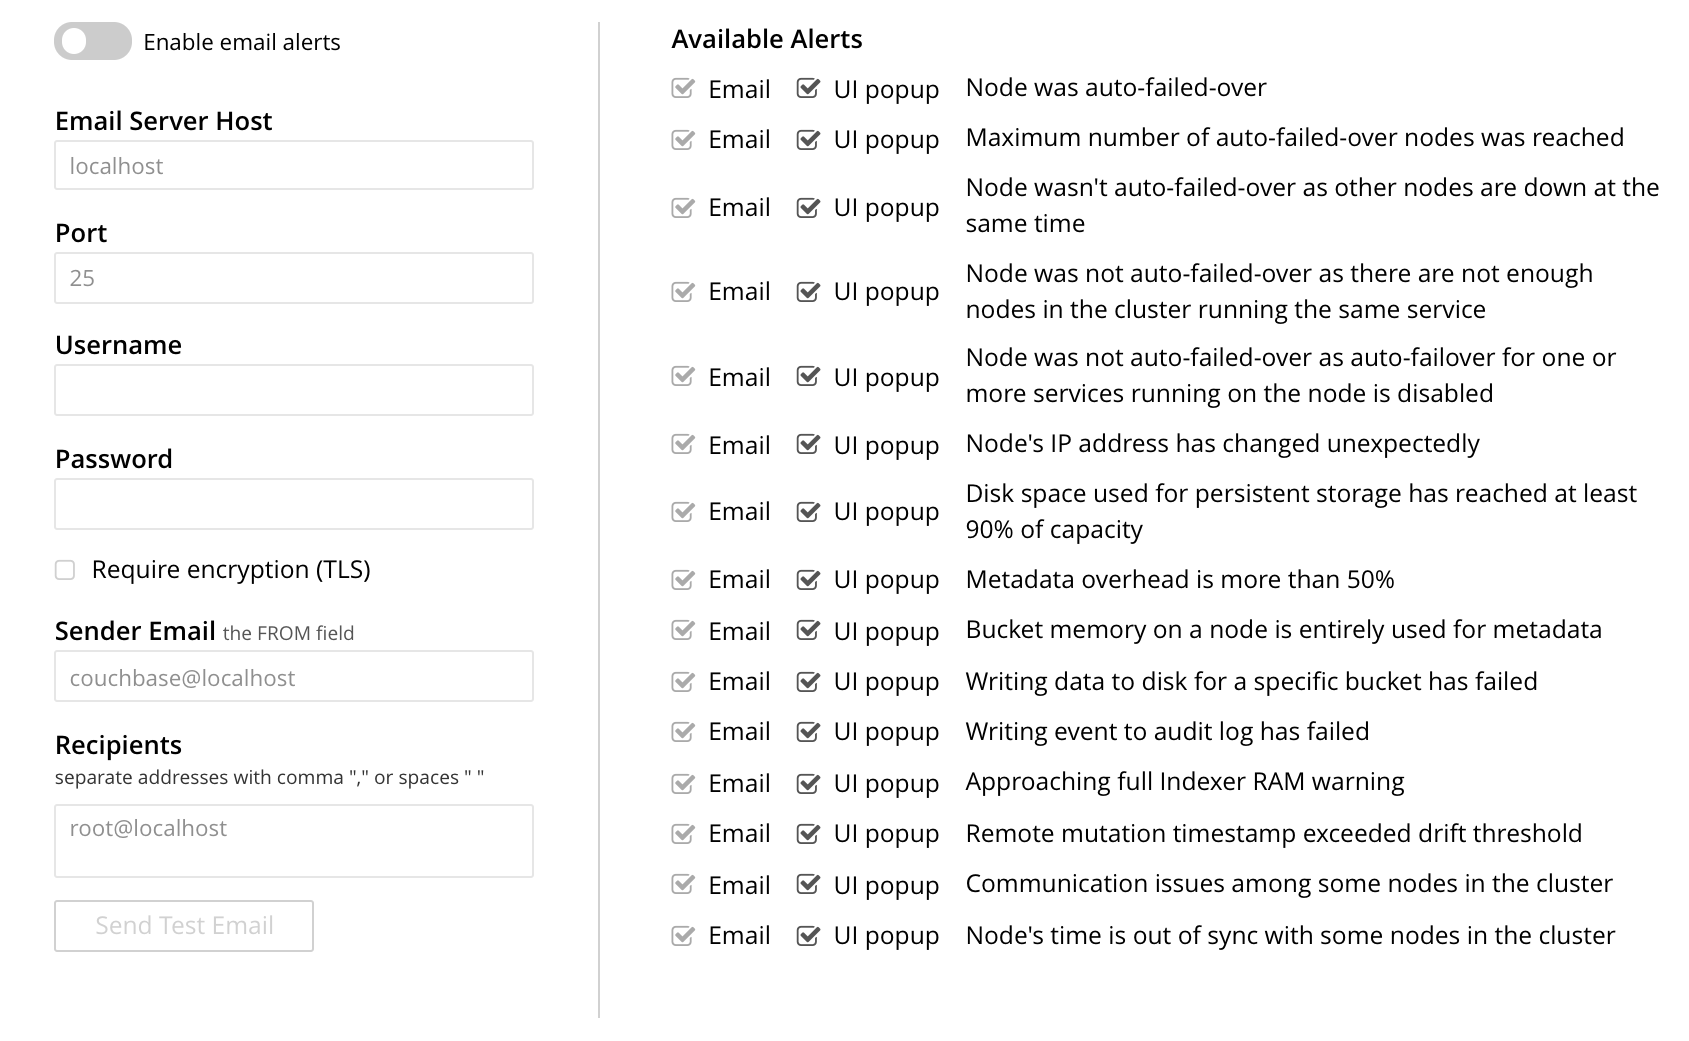 Enable email alerts
Email Server Host
localhost
Port
25
Username
Password
Require encryption (TLS)
Sender Email the FROM field
couchbase@localhost
Recipients
separate addresses with comma "," or spaces " "
root@localhost
Send Test Email
Available Alerts
Email UI popup Node was auto-failed-over
Email UI popup Maximum number of auto-failed-over nodes was reached
Email UI popup Node wasn't auto-failed-over as other nodes are down at the
same time
Email UI popup Node was not auto-failed-over as there are not enough
nodes in the cluster running the same service
Email UI popup Node was not auto-failed-over as auto-failover for one or
more services running on the node is disabled
Email UI popup Node's IP address has changed unexpectedly
Email UI popup Disk space used for persistent storage has reached at least
90% of capacity
Email UI popup Metadata overhead is more than 50%
Email UI popup Bucket memory on a node is entirely used for metadata
Email UI popup Writing data to disk for a specific bucket has failed
Email UI popup Writing event to audit log has failed
Email UI popup Approaching full Indexer RAM warning
Email UI popup Remote mutation timestamp exceeded drift threshold
Email UI popup Communication issues among some nodes in the cluster
Email UI popup Node's time is out of sync with some nodes in the cluster